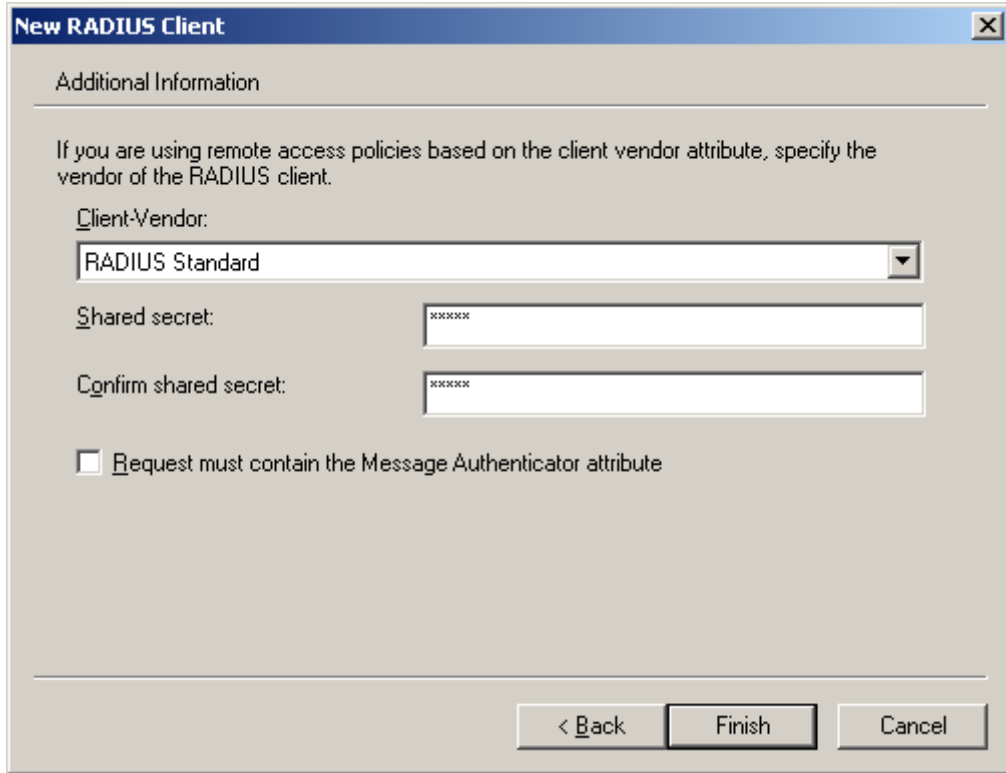 New RADIUS Client
Additional Information
If you are using remote access policies based on the client vendor attribute, specify the
vendor of the RADIUS client.
Client-Vendor:
RADIUS Standard
Shared secret:
*****
Confirm shared secret:
*****
Request must contain the Message Authenticator attribute
< Back
Finish
Cancel